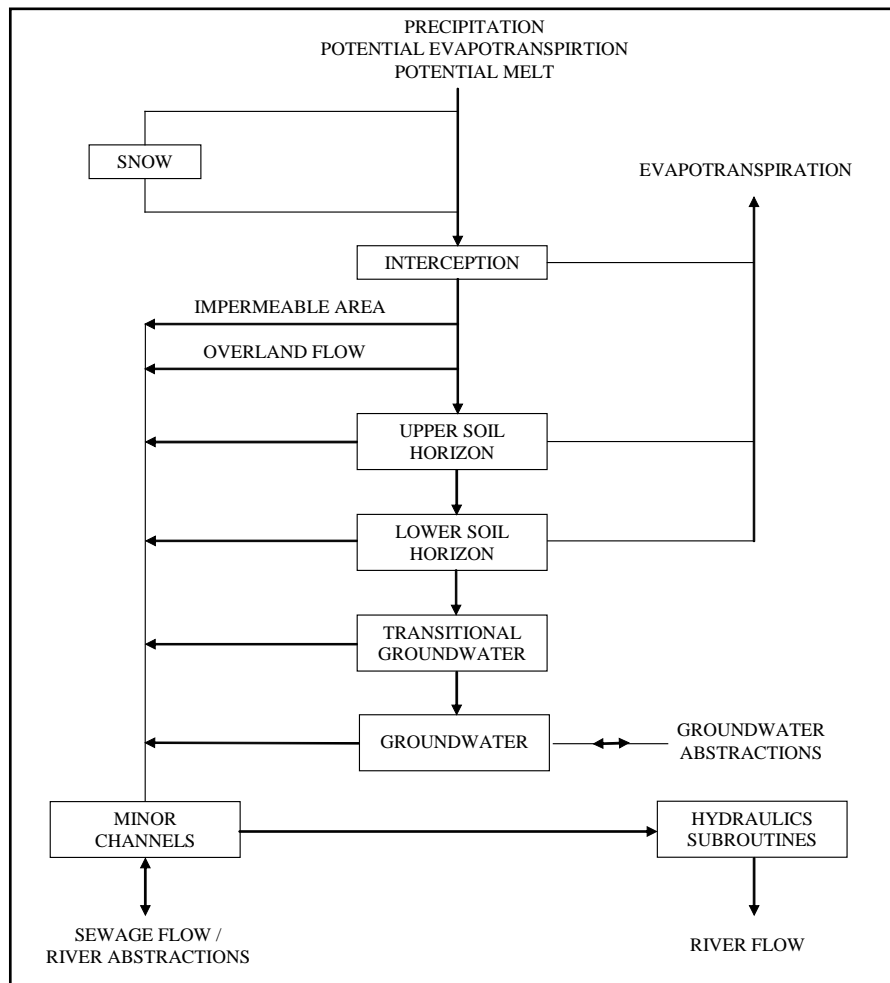 PRECIPITATION
POTENTIAL EVAPOTRANSPIRTION
POTENTIAL MELT
SNOW
EVAPOTRANSPIRATION
INTERCEPTION
IMPERMEABLE AREA
OVERLAND FLOW
UPPER SOIL
HORIZON
LOWER SOIL
HORIZON
TRANSITIONAL
GROUNDWATER
GROUNDWATER
GROUNDWATER
ABSTRACTIONS
MINOR
CHANNELS
HYDRAULICS
SUBROUTINES
SEWAGE FLOW /
RIVER ABSTRACTIONS
RIVER FLOW